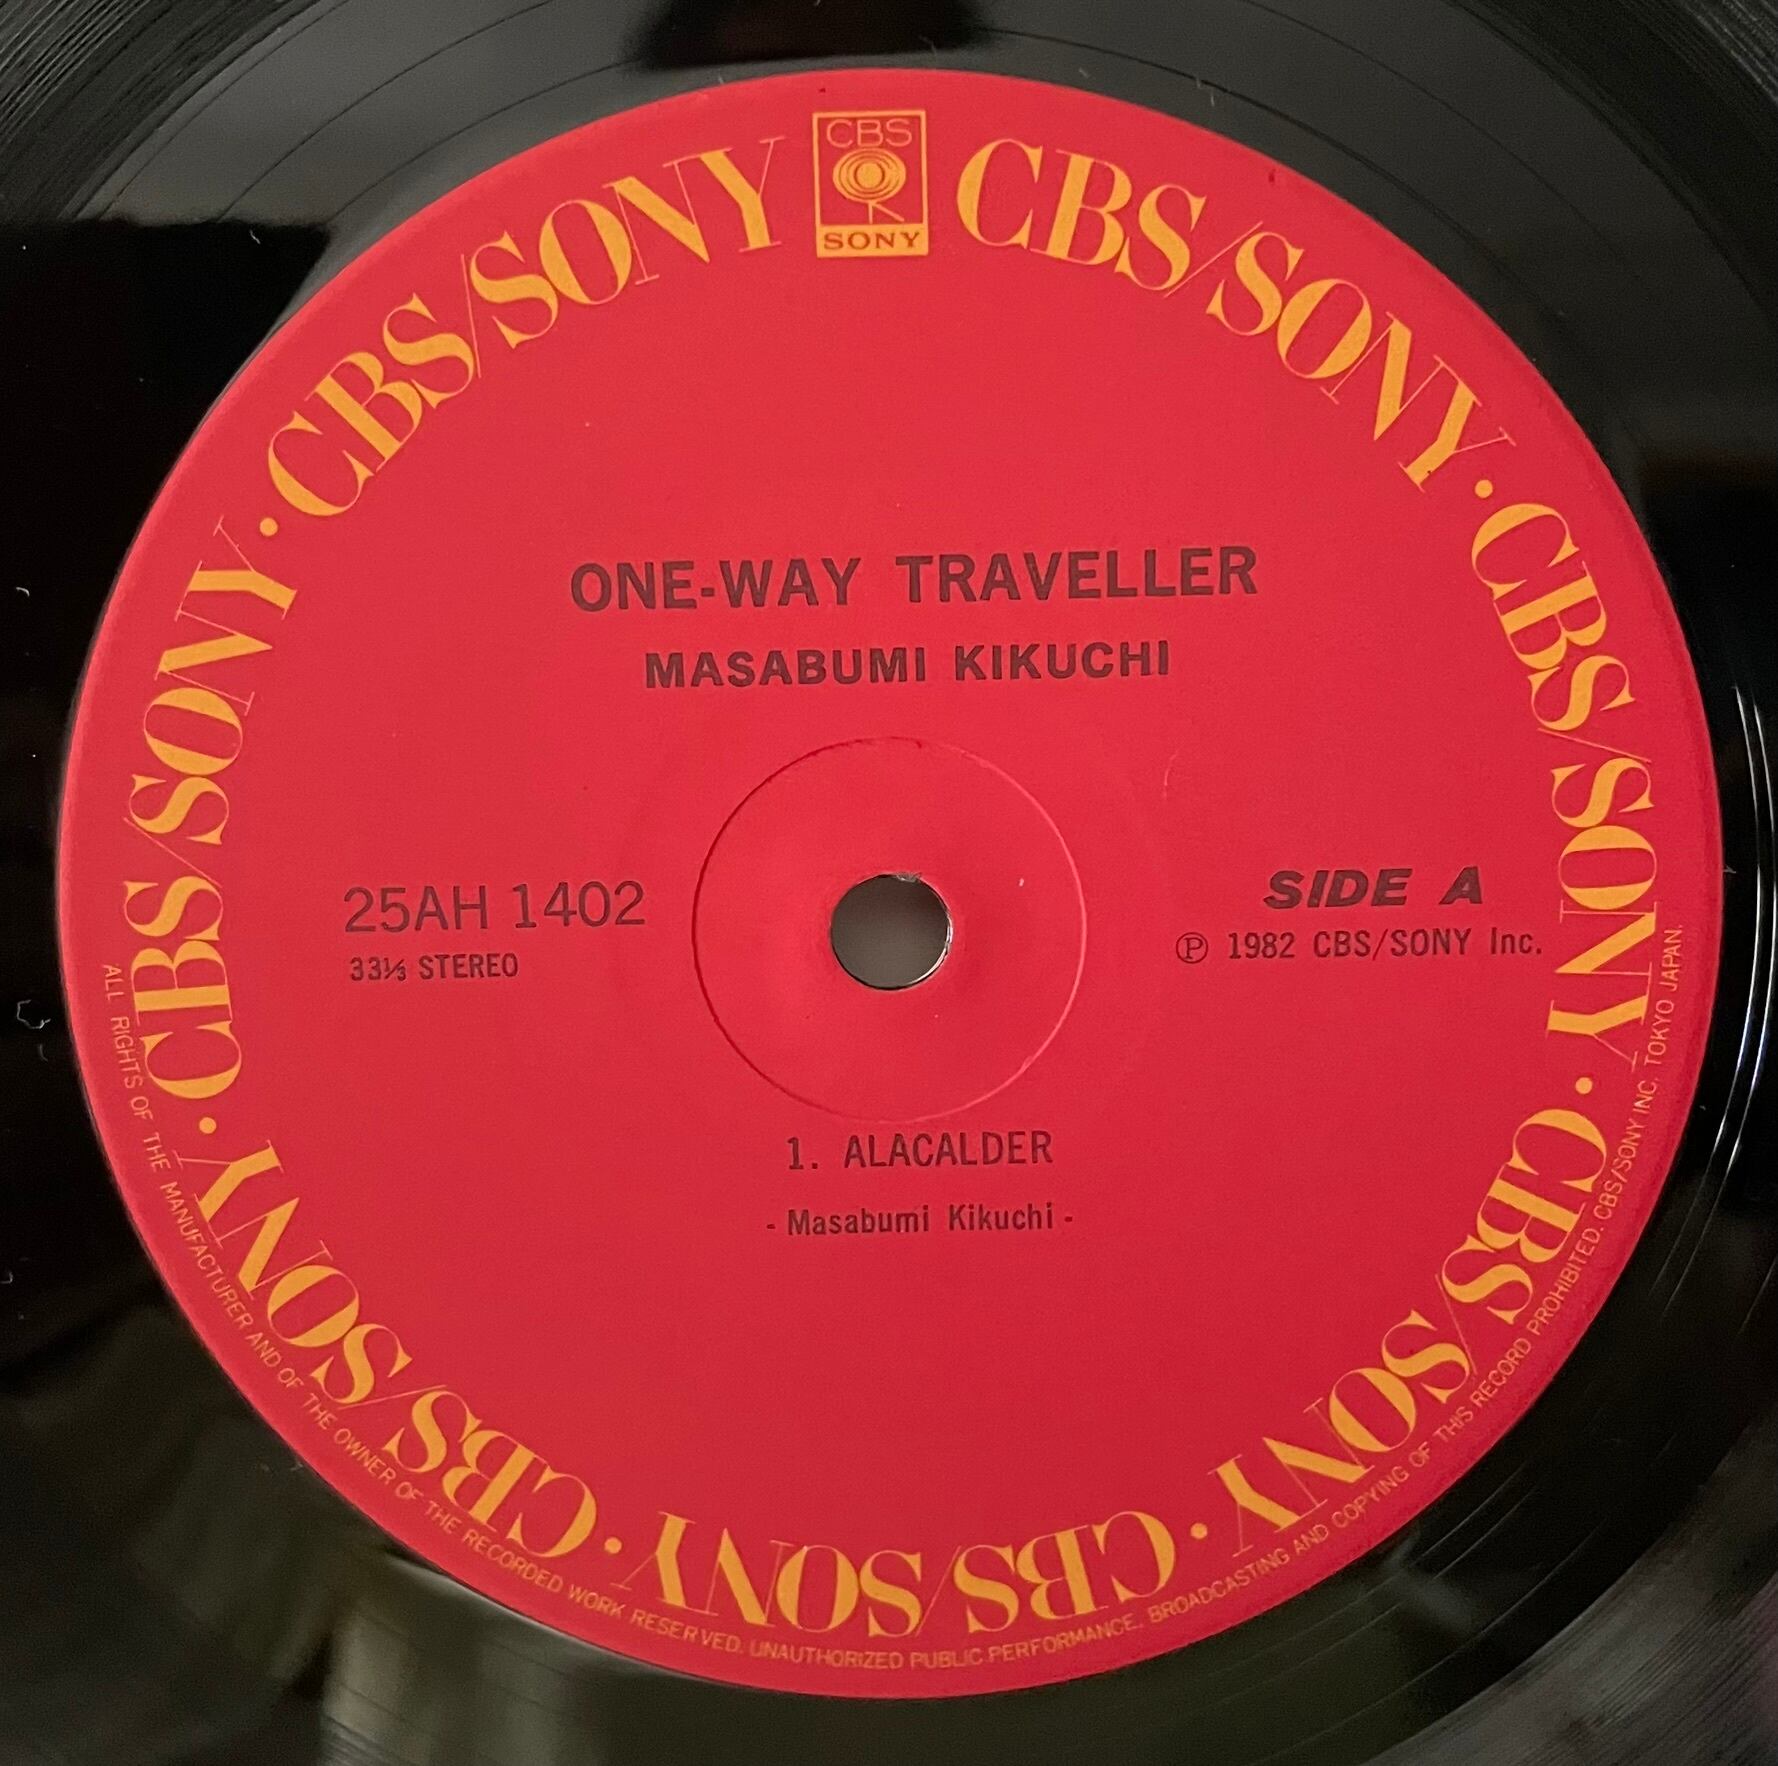 CBS
SONY
CBS/SONY · CBS/SONY · CBS/SONY · CBS/SONY · CBS/SONY · CBS/SONY · CBS/SONY
ONE-WAY TRAVELLER
MASABUMI KIKUCHI
25AH 1402
33⅓ STEREO
SIDE A
Ⓟ 1982 CBS/SONY Inc.
1. ALACALDER
- Masabumi Kikuchi -
ALL RIGHTS OF THE MANUFACTURER AND OF THE OWNER OF THE RECORDED WORK RESERVED. UNAUTHORIZED PUBLIC PERFORMANCE. BROADCASTING AND COPYING OF THIS RECORD PROHIBITED. CBS/SONY INC. TOKYO JAPAN.